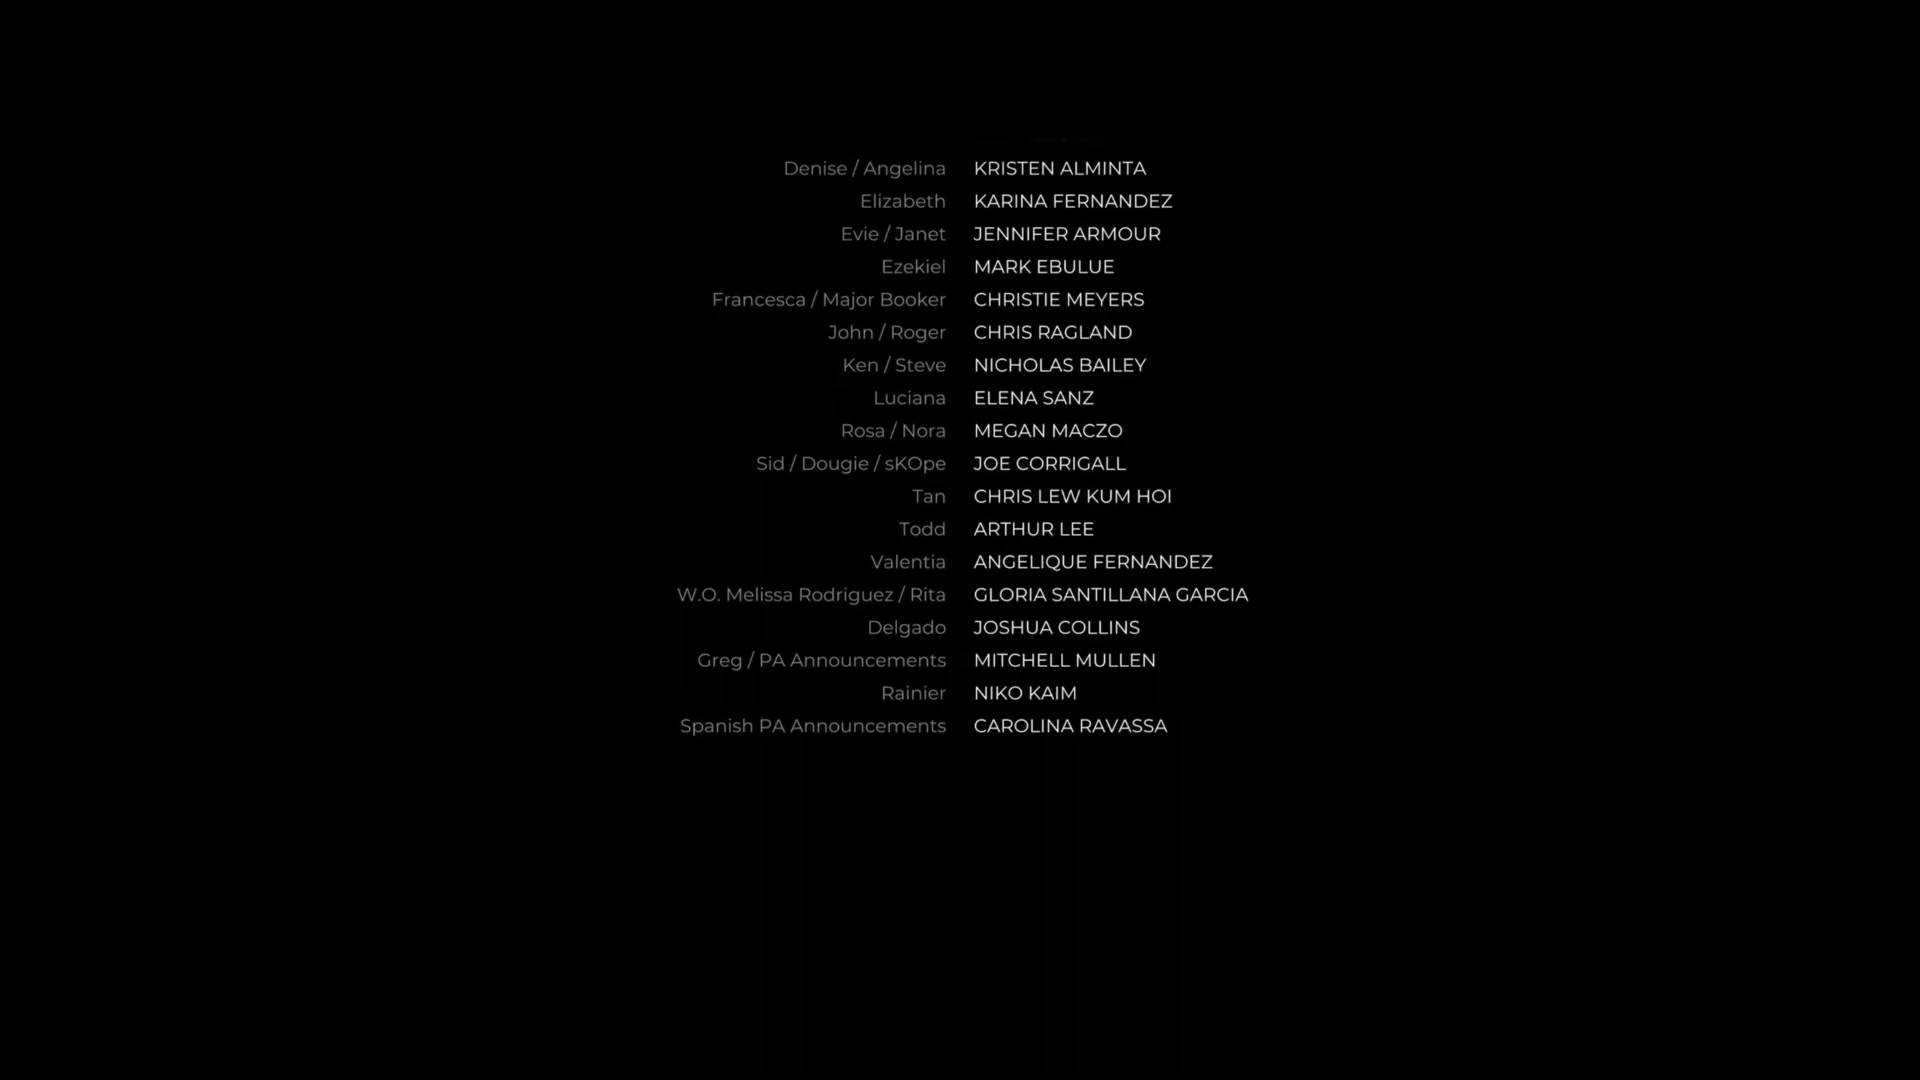 Denise / Angelina KRISTEN ALMINTA
Elizabeth KARINA FERNANDEZ
Evie / Janet JENNIFER ARMOUR
Ezekiel MARK EBULUE
Francesca / Major Booker CHRISTIE MEYERS
John / Roger CHRIS RAGLAND
Ken / Steve NICHOLAS BAILEY
Luciana ELENA SANZ
Rosa / Nora MEGAN MACZO
Sid / Dougie / sKOpe JOE CORRIGALL
Tan CHRIS LEW KUM HOI
Todd ARTHUR LEE
Valentia ANGELIQUE FERNANDEZ
W.O. Melissa Rodriguez / Rita GLORIA SANTILLANA GARCIA
Delgado JOSHUA COLLINS
Greg / PA Announcements MITCHELL MULLEN
Rainier NIKO KAIM
Spanish PA Announcements CAROLINA RAVASSA